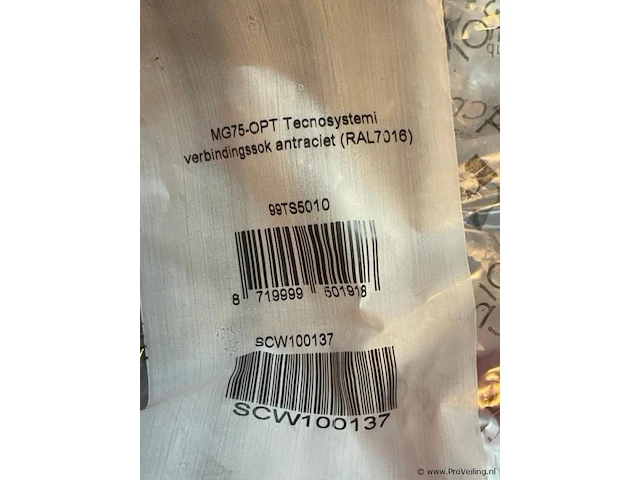 MG75-OPT Tecnosystemi
verbindingssok antraciet (RAL7016)
99TS5010
8 719999 501918
SCW100137
SCW100137
© www.ProVeiling.nl